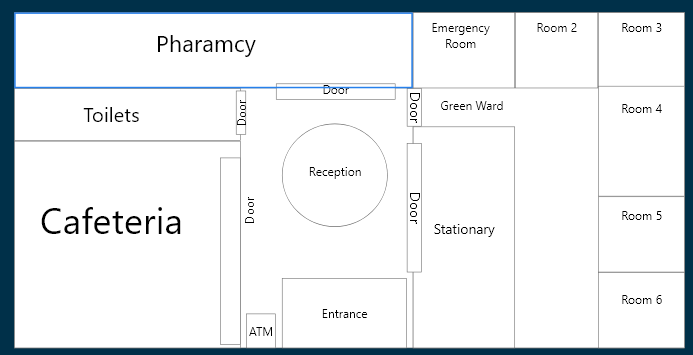 Pharamcy
Emergency
Room
Room 2
Room 3
Door
Toilets
Door
Door
Green Ward
Room 4
Reception
Door
Door
Cafeteria
Stationary
Room 5
Entrance
ATM
Room 6